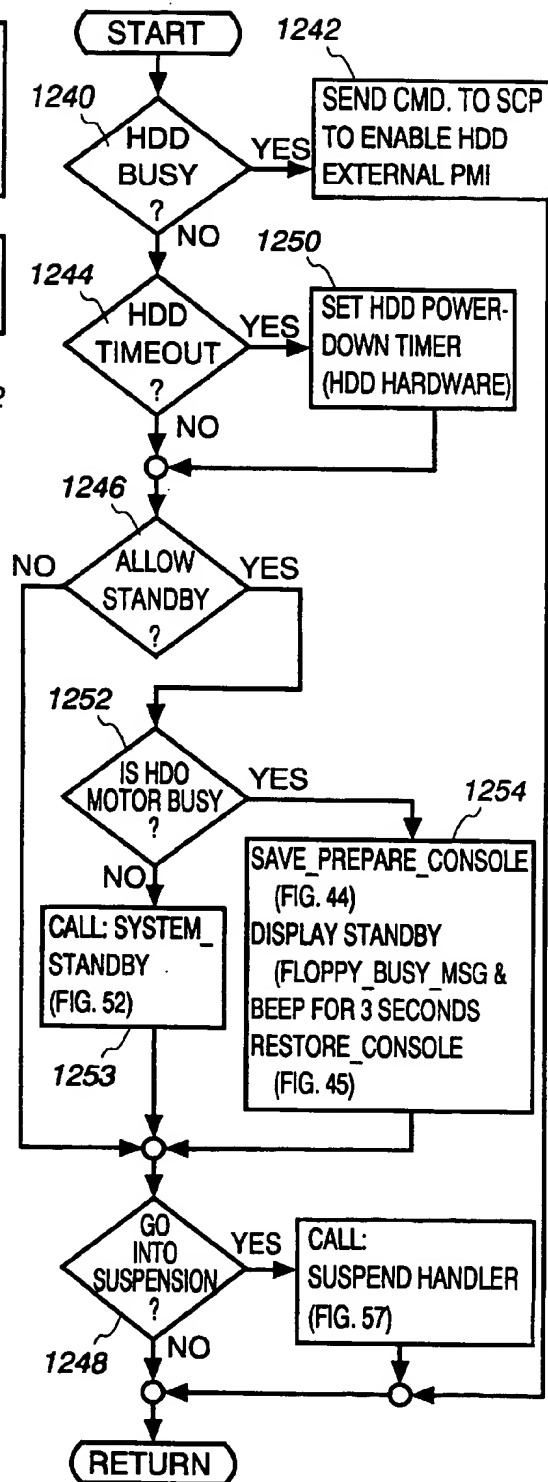 START
1240
HDD
BUSY
?
YES
NO
1242
SEND CMD. TO SCP
TO ENABLE HDD
EXTERNAL PMI
1244
HDD
TIMEOUT
?
YES
NO
1250
SET HDD POWER-
DOWN TIMER
(HDD HARDWARE)
1246
NO
ALLOW
STANDBY
?
YES
1252
IS HDO
MOTOR BUSY
?
YES
NO
1254
SAVE_PREPARE_CONSOLE
(FIG. 44)
DISPLAY STANDBY
(FLOPPY_BUSY_MSG &
BEEP FOR 3 SECONDS
RESTORE_CONSOLE
(FIG. 45)
CALL: SYSTEM_
STANDBY
(FIG. 52)
1253
GO
INTO
SUSPENSION
?
YES
NO
1248
CALL:
SUSPEND HANDLER
(FIG. 57)
RETURN